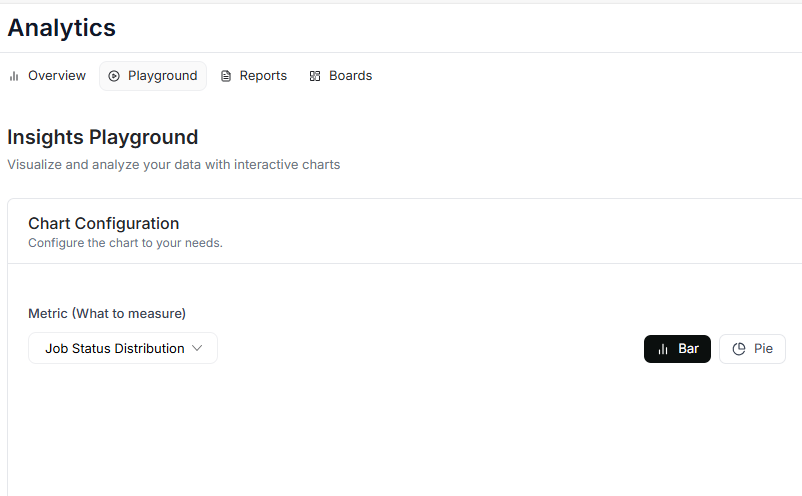 Analytics
Overview Playground Reports Boards
Insights Playground
Visualize and analyze your data with interactive charts
Chart Configuration
Configure the chart to your needs.
Metric (What to measure)
Job Status Distribution Bar Pie